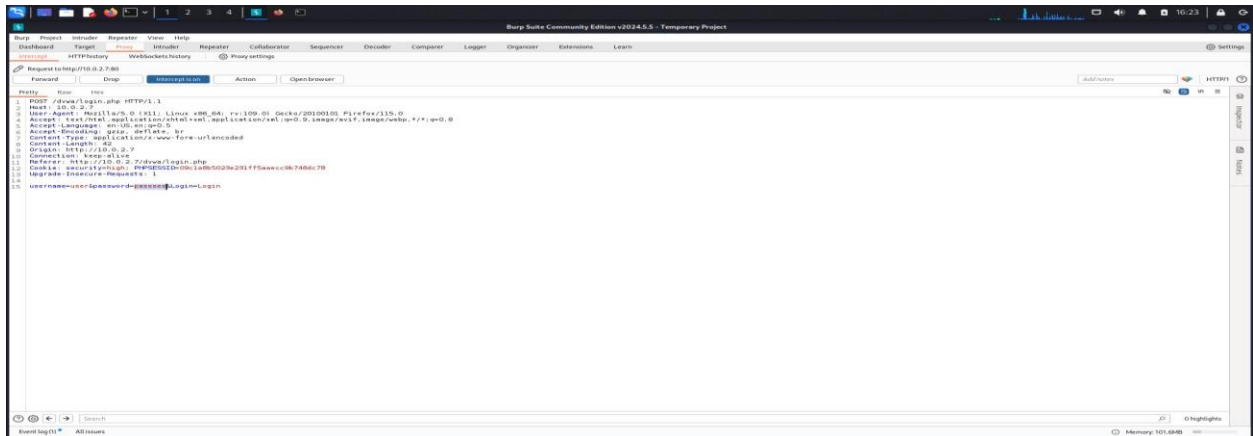 1 2 3 4
16:23
Burp Suite Community Edition v2024.5.5 - Temporary Project
Burp Project Intruder Repeater View Help
Dashboard Target Proxy Intruder Repeater Collaborator Sequencer Decoder Comparer Logger Organizer Extensions Learn
Settings
Intercept HTTP history WebSockets history Proxy settings
Request to http://10.0.2.7:80
Forward Drop Intercept is on Action Open browser
Add notes
HTTP/1
Pretty Raw Hex
1 POST /dvwa/login.php HTTP/1.1
2 Host: 10.0.2.7
3 User-Agent: Mozilla/5.0 (X11; Linux x86_64; rv:109.0) Gecko/20100101 Firefox/115.0
4 Accept: text/html,application/xhtml+xml,application/xml;q=0.9,image/avif,image/webp,*/*;q=0.8
5 Accept-Language: en-US,en;q=0.5
6 Accept-Encoding: gzip, deflate, br
7 Content-Type: application/x-www-form-urlencoded
8 Content-Length: 42
9 Origin: http://10.0.2.7
10 Connection: keep-alive
11 Referer: http://10.0.2.7/dvwa/login.php
12 Cookie: security=high;
13 Upgrade-Insecure-Requests: 1
14
15 username=user&password=passses&Login=Login
Inspector
Notes
Search
0 highlights
Event log (1) All issues
Memory: 101.6MB